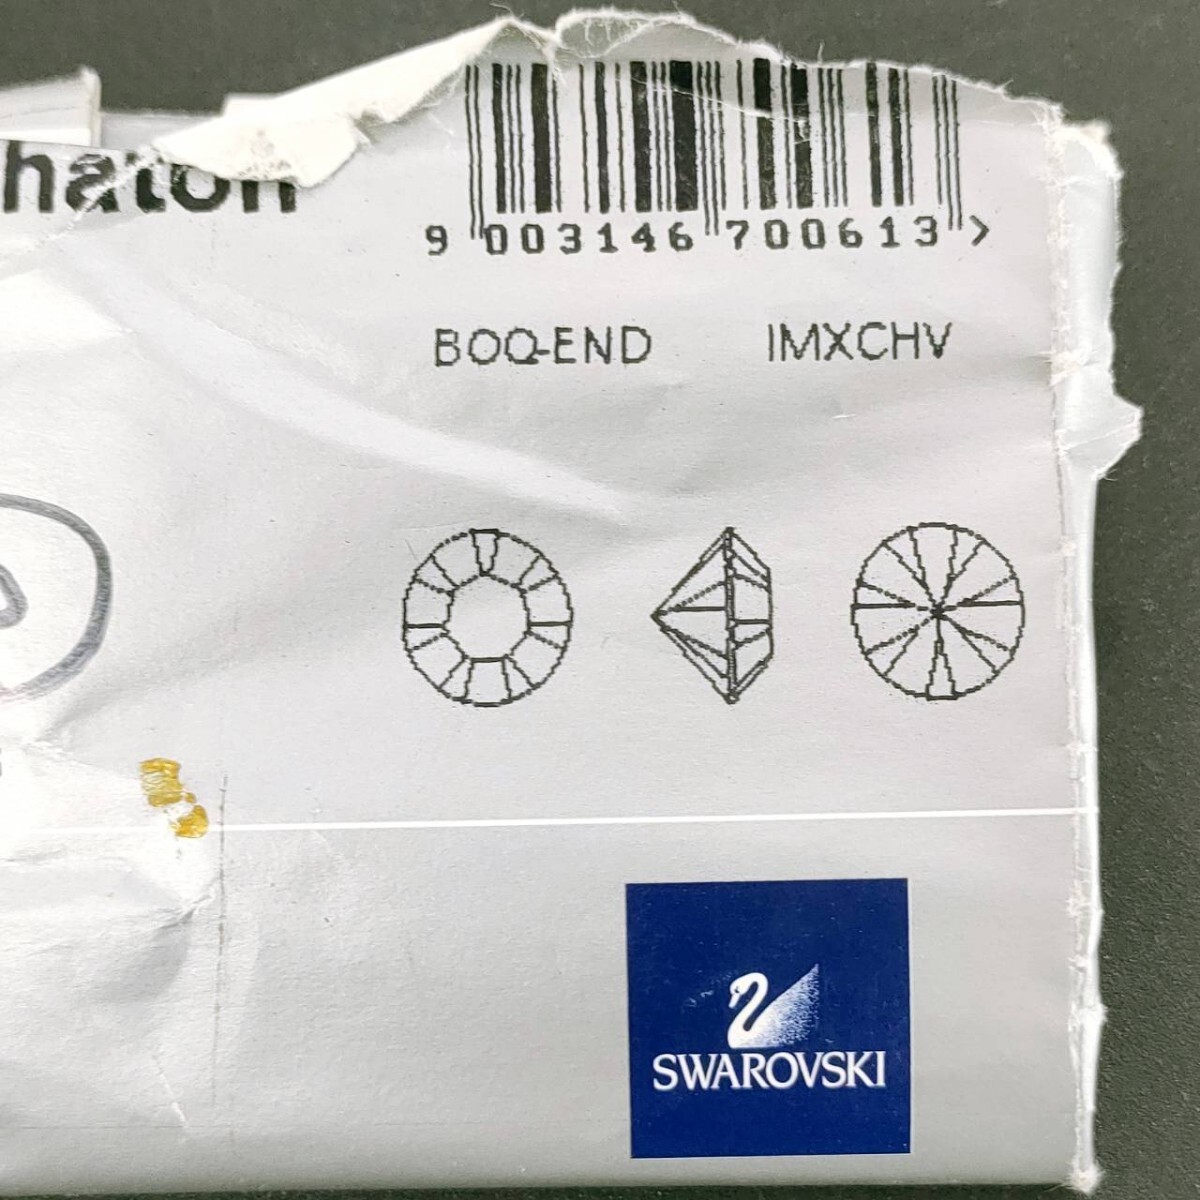 haton
9 003146 700613 >
BOQ-END IMXCHV
SWAROVSKI